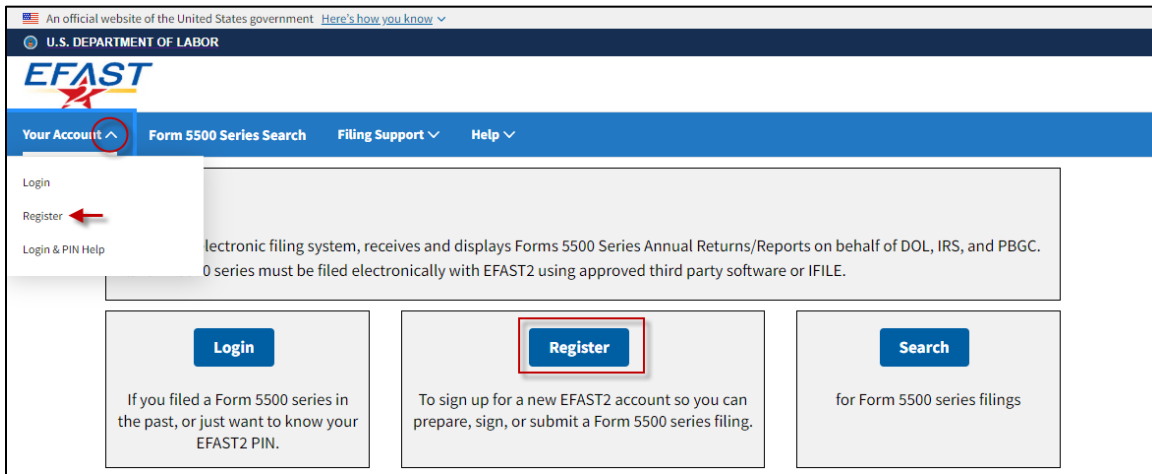 An official website of the United States government Here's how you know
U.S. DEPARTMENT OF LABOR
EFAST
2
Your Account Form 5500 Series Search Filing Support Help
Login
Register
Login & PIN Help
lectronic filing system, receives and displays Forms 5500 Series Annual Returns/Reports on behalf of DOL, IRS, and PBGC.
0 series must be filed electronically with EFAST2 using approved third party software or IFILE.
Login
If you filed a Form 5500 series in
the past, or just want to know your
EFAST2 PIN.
Register
To sign up for a new EFAST2 account so you can
prepare, sign, or submit a Form 5500 series filing.
Search
for Form 5500 series filings